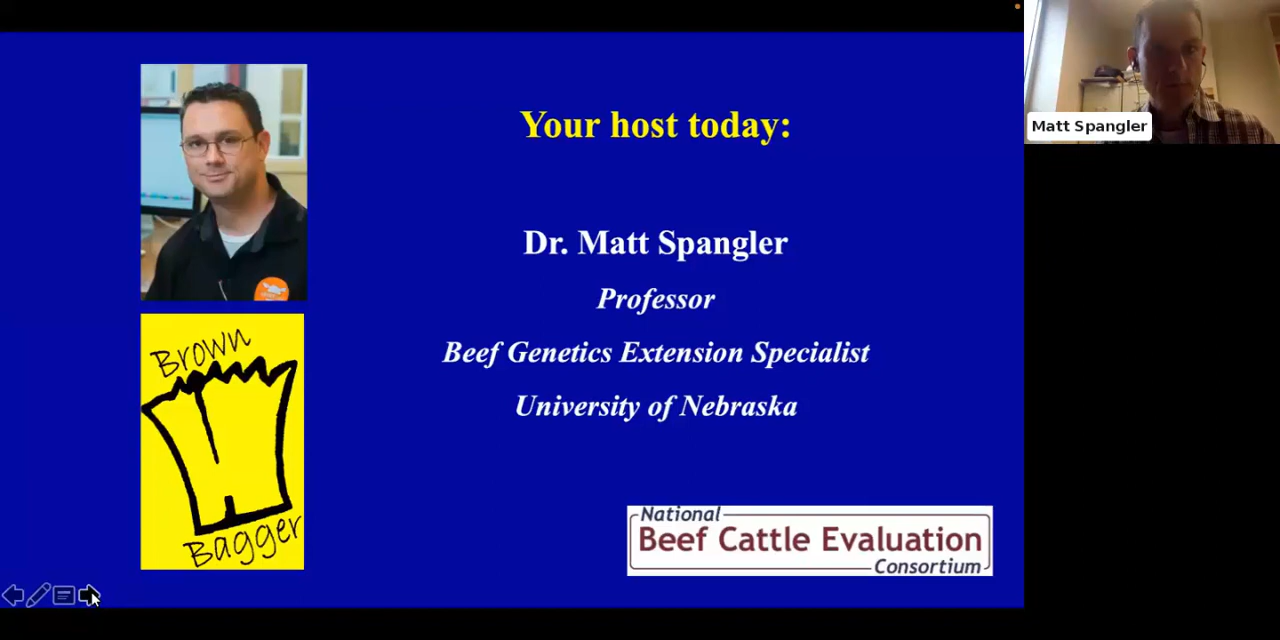 Your host today:
Dr. Matt Spangler
Professor
Beef Genetics Extension Specialist
University of Nebraska
Brown
Bagger
National
Beef Cattle Evaluation
Consortium
Matt Spangler